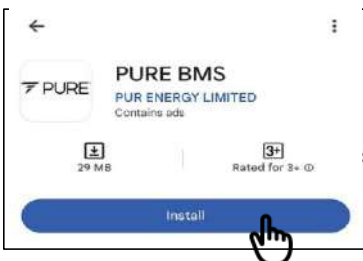 PURE
PURE BMS
PUR ENERGY LIMITED
Contains ads
29 MB
3+
Rated for 3+
Install